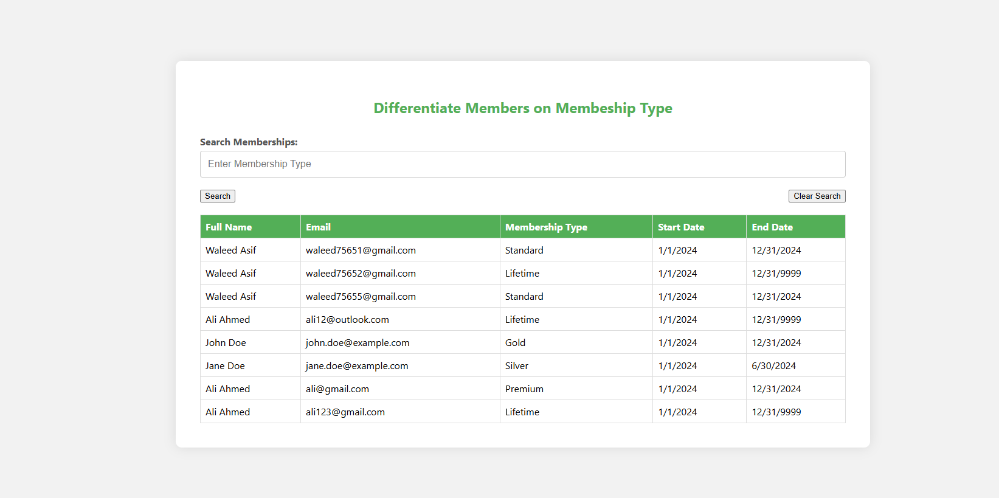 Differentiate Members on Membeship Type
Search Memberships:
Enter Membership Type
Search Clear Search
Full Name Email Membership Type Start Date End Date
Waleed Asif waleed75651@gmail.com Standard 1/1/2024 12/31/2024
Waleed Asif waleed75652@gmail.com Lifetime 1/1/2024 12/31/9999
Waleed Asif waleed75655@gmail.com Standard 1/1/2024 12/31/2024
Ali Ahmed ali12@outlook.com Lifetime 1/1/2024 12/31/9999
John Doe john.doe@example.com Gold 1/1/2024 12/31/2024
Jane Doe jane.doe@example.com Silver 1/1/2024 6/30/2024
Ali Ahmed ali@gmail.com Premium 1/1/2024 12/31/2024
Ali Ahmed ali123@gmail.com Lifetime 1/1/2024 12/31/9999